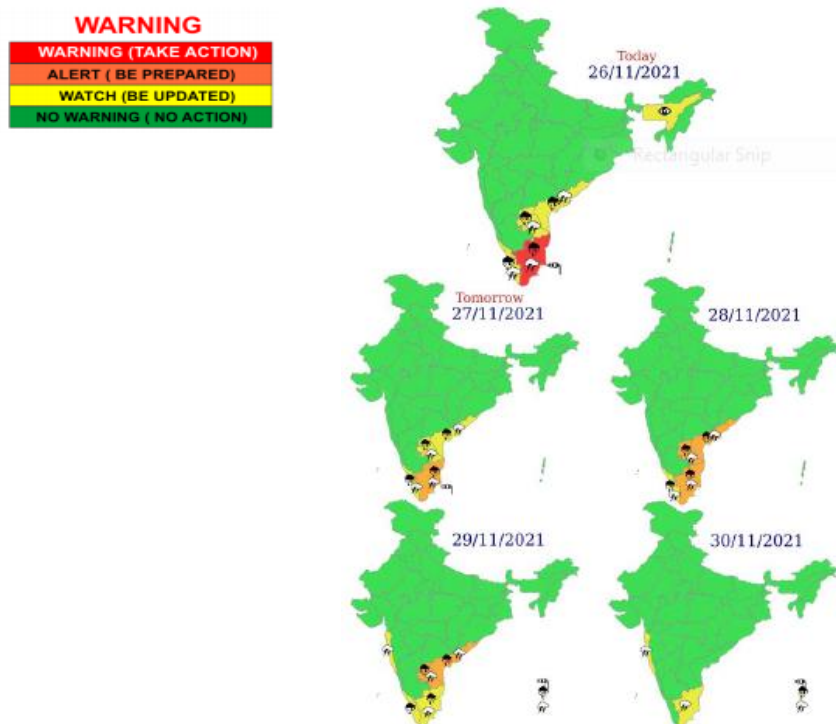 WARNING
WARNING (TAKE ACTION)
ALERT ( BE PREPARED)
WATCH (BE UPDATED)
NO WARNING ( NO ACTION)
Today
26/11/2021
Rectangular Snip
Tomorrow
27/11/2021
28/11/2021
29/11/2021
30/11/2021